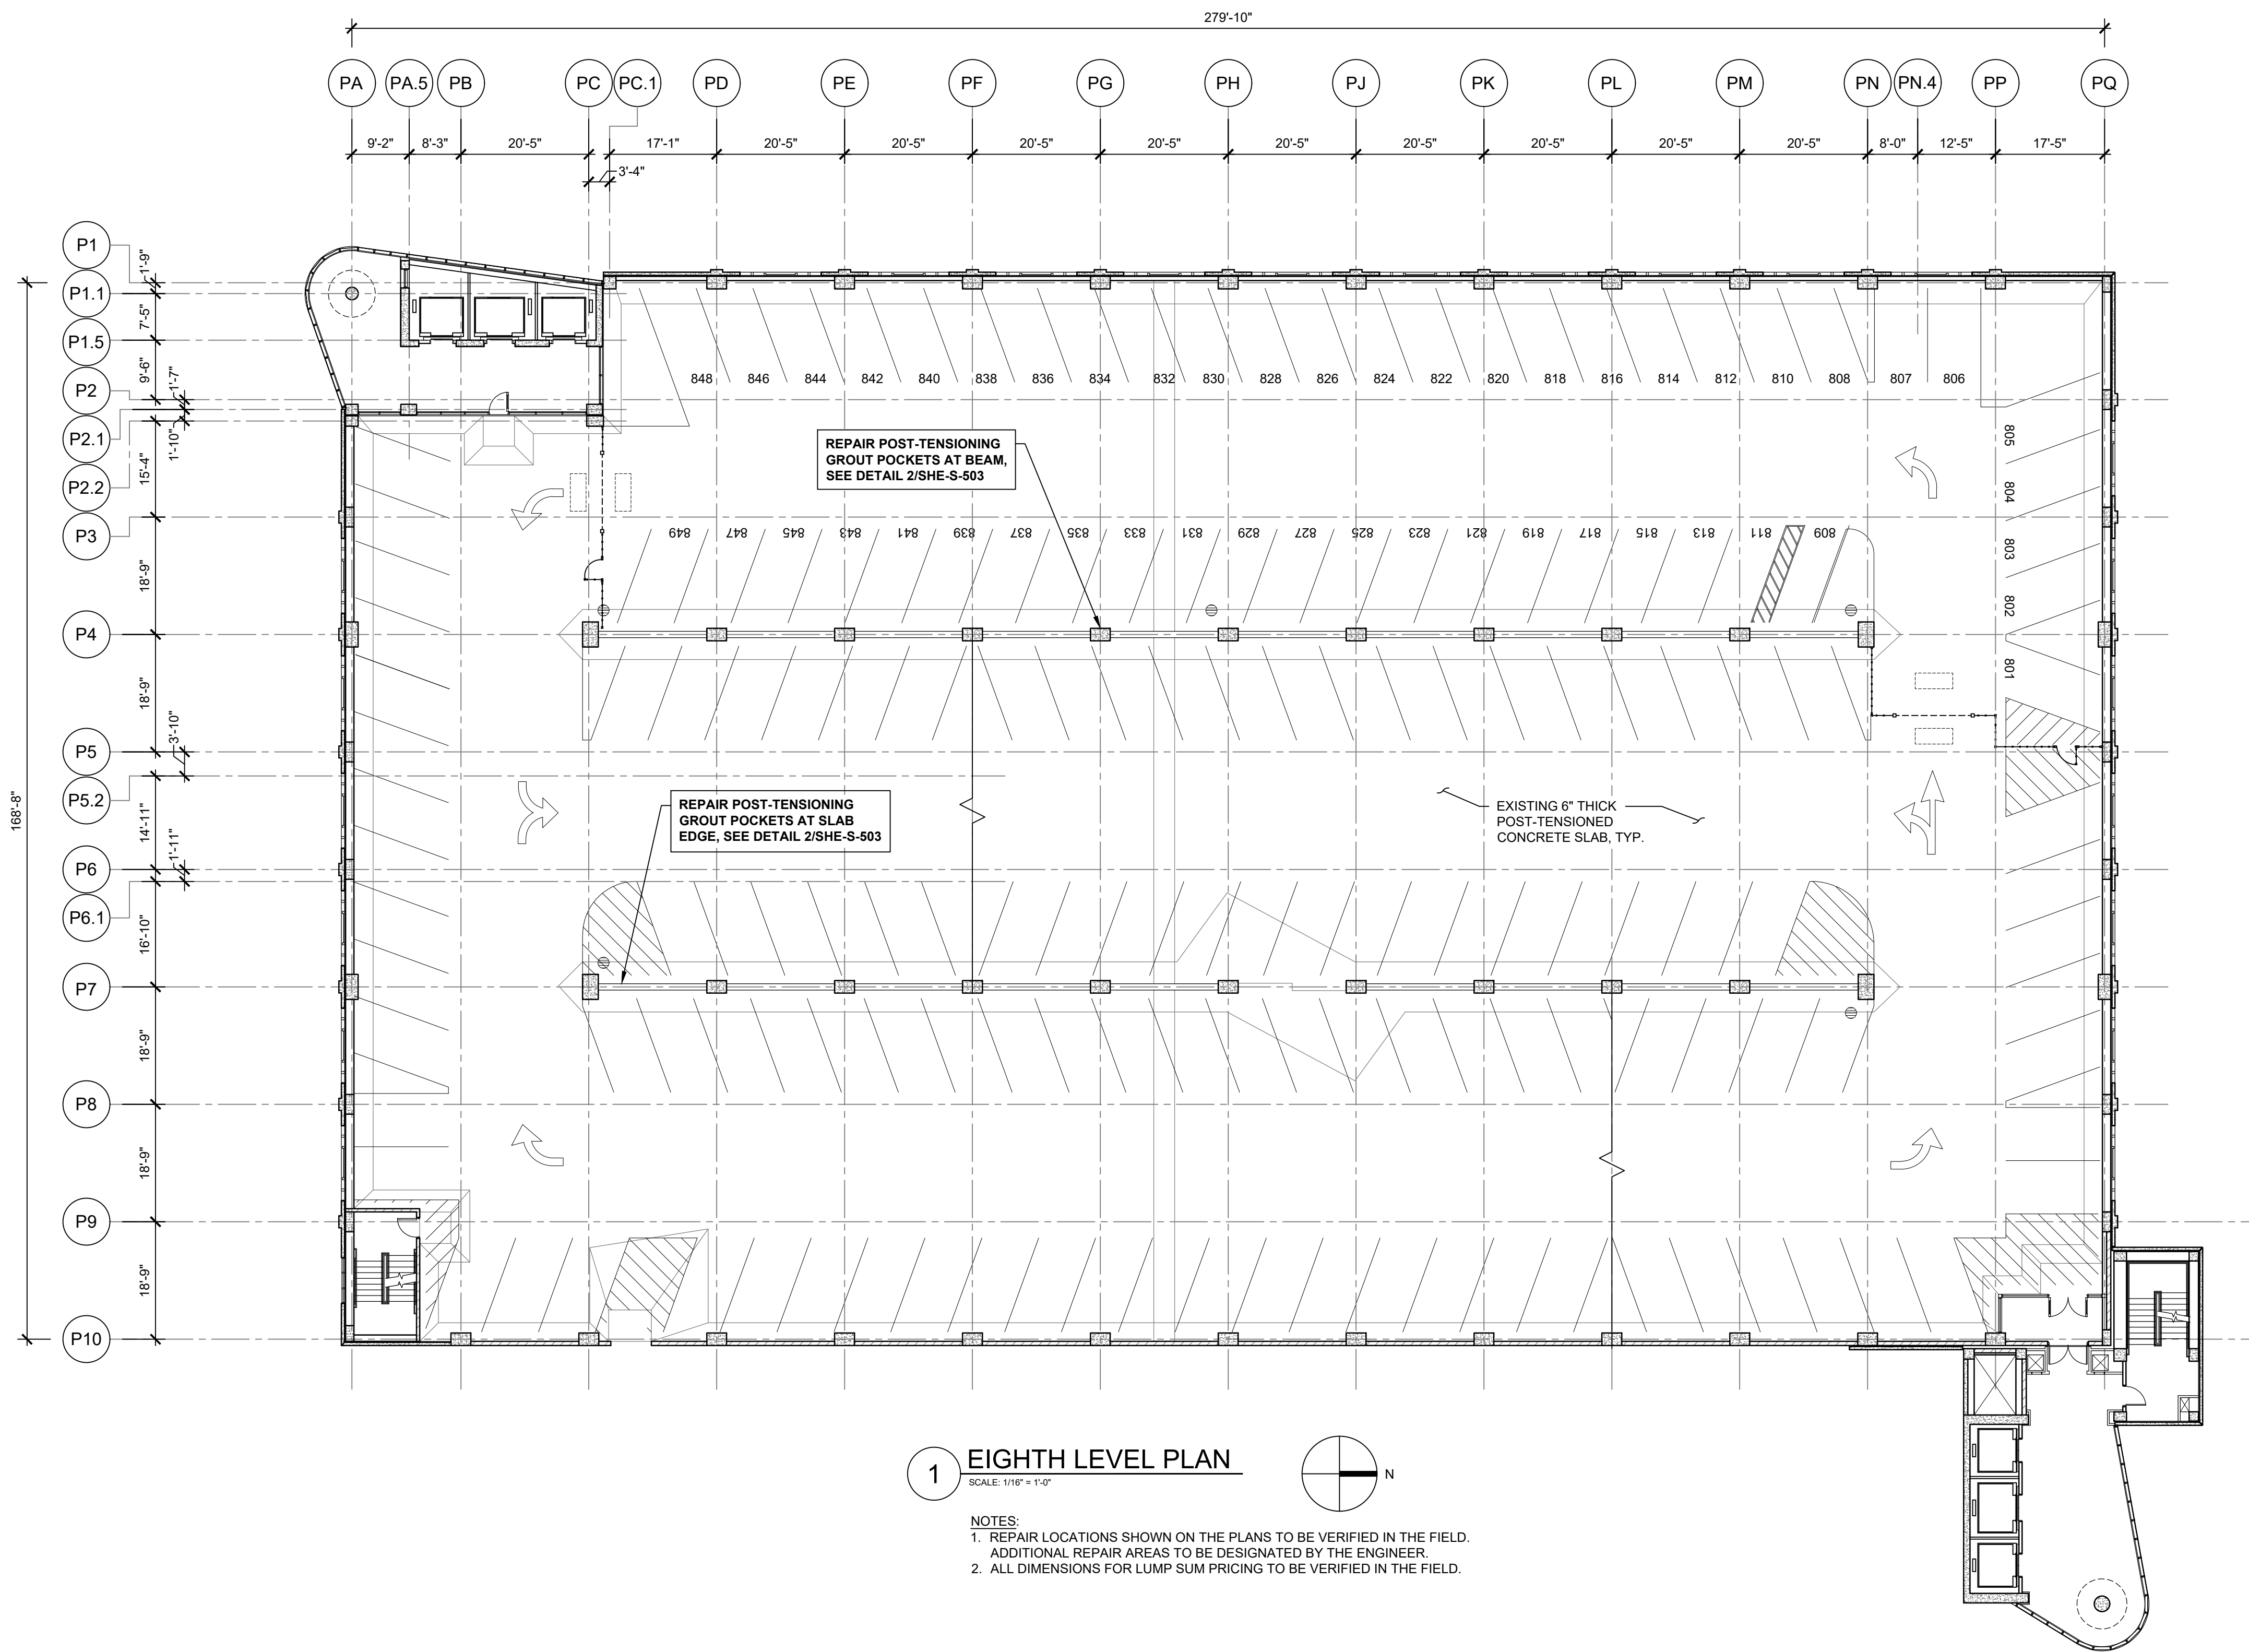 279'-10"
PA PA.5 PB PC PC.1 PD PE PF PG PH PJ PK PL PM PN PN.4 PP PQ
9'-2" 8'-3" 20'-5" 17'-1" 20'-5" 20'-5" 20'-5" 20'-5" 20'-5" 20'-5" 20'-5" 20'-5" 20'-5" 8'-0" 12'-5" 17'-5"
3'-4"
P1
1'-9"
P1.1
7'-5"
P1.5
9'-6"
1'-7"
P2
P2.1
1'-10"
15'-4"
P2.2
P3
18'-9"
P4
18'-9"
P5
3'-10"
P5.2
14'-11"
1'-11"
P6
P6.1
16'-10"
P7
18'-9"
P8
18'-9"
P9
18'-9"
P10
168'-8"
848 846 844 842 840 838 836 834 832 830 828 826 824 822 820 818 816 814 812 810 808 807 806
805
804
803
802
801
REPAIR POST-TENSIONING
GROUT POCKETS AT BEAM,
SEE DETAIL 2/SHE-S-503
849 847 845 843 841 839 837 835 833 831 829 827 825 823 821 819 817 815 813 811 809
REPAIR POST-TENSIONING
GROUT POCKETS AT SLAB
EDGE, SEE DETAIL 2/SHE-S-503
EXISTING 6" THICK
POST-TENSIONED
CONCRETE SLAB, TYP.
1 EIGHTH LEVEL PLAN
SCALE: 1/16" = 1'-0"
N
NOTES:
1. REPAIR LOCATIONS SHOWN ON THE PLANS TO BE VERIFIED IN THE FIELD.
ADDITIONAL REPAIR AREAS TO BE DESIGNATED BY THE ENGINEER.
2. ALL DIMENSIONS FOR LUMP SUM PRICING TO BE VERIFIED IN THE FIELD.